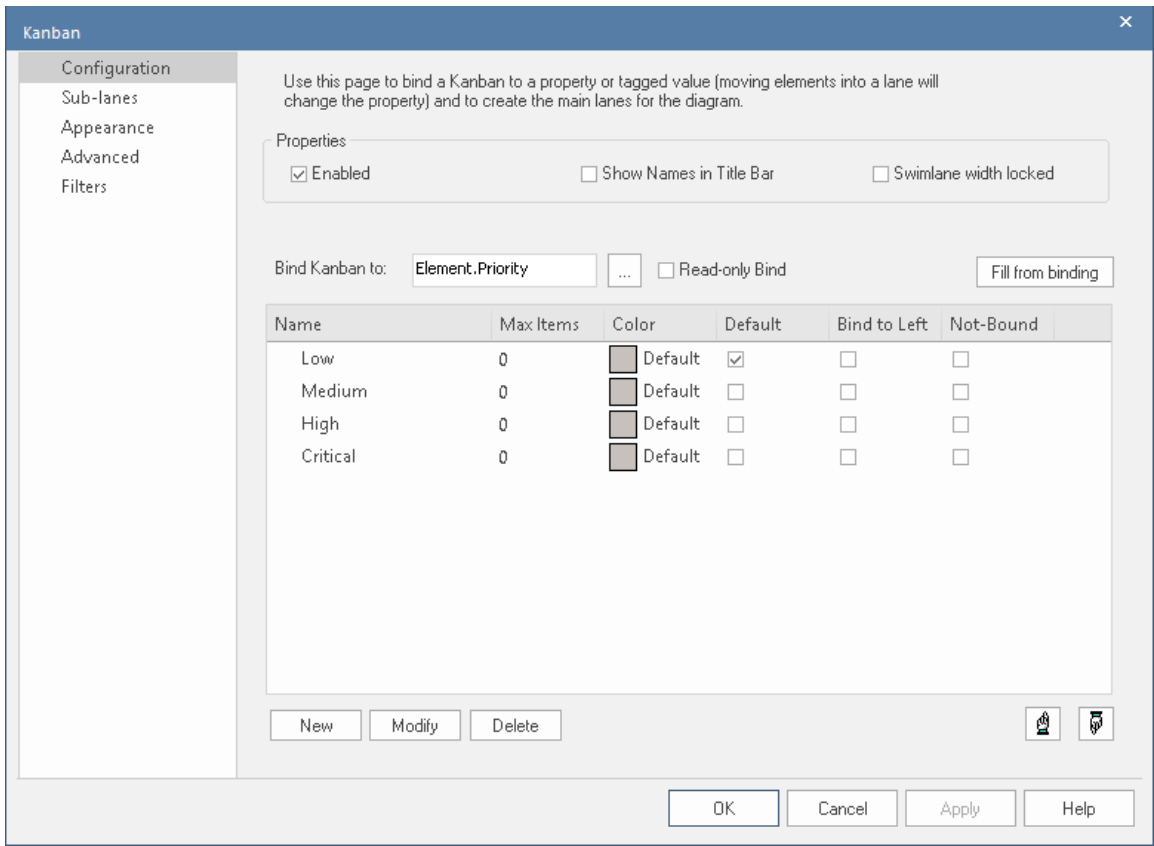 Kanban
Configuration
Sub-lanes
Appearance
Advanced
Filters
Use this page to bind a Kanban to a property or tagged value (moving elements into a lane will
change the property) and to create the main lanes for the diagram.
Properties
Enabled Show Names in Title Bar Swimlane width locked
Bind Kanban to: Element.Priority ... Read-only Bind Fill from binding
Name Max Items Color Default Bind to Left Not-Bound
Low 0 Default
Medium 0 Default
High 0 Default
Critical 0 Default
New Modify Delete
OK Cancel Apply Help